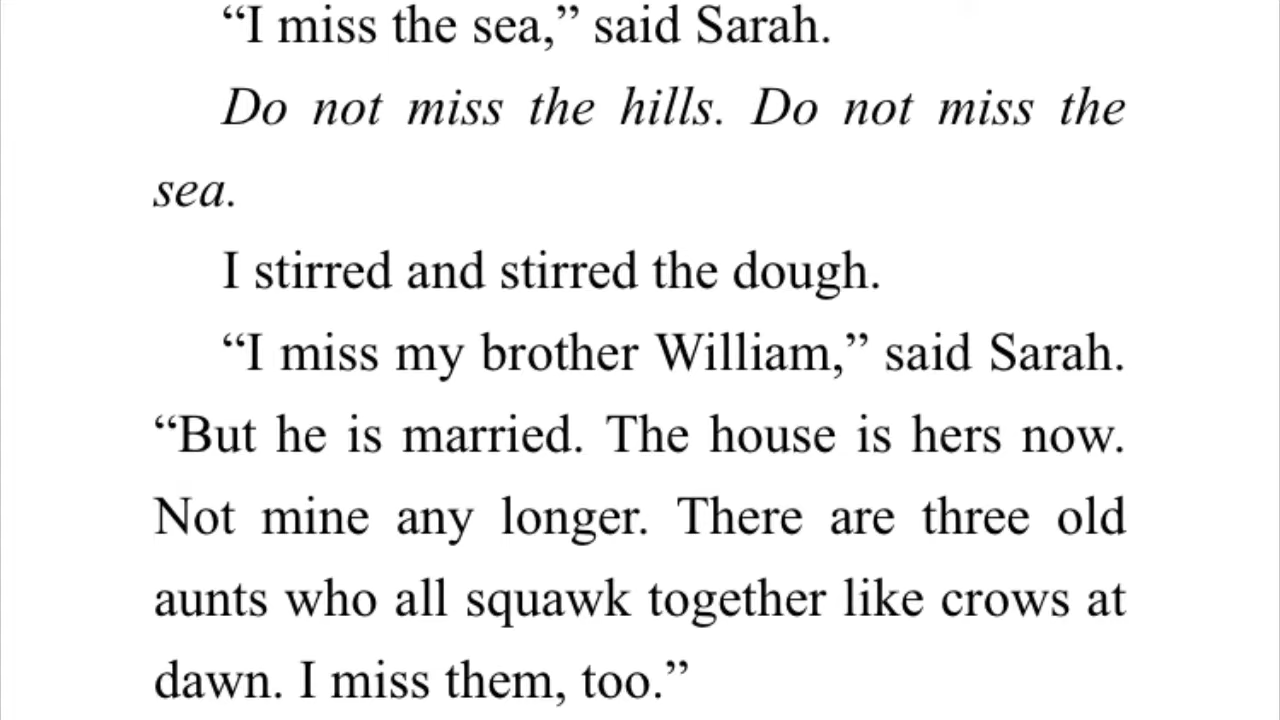 “I miss the sea,” said Sarah.
Do not miss the hills. Do not miss the
sea.
I stirred and stirred the dough.
“I miss my brother William,” said Sarah.
“But he is married. The house is hers now.
Not mine any longer. There are three old
aunts who all squawk together like crows at
dawn. I miss them, too.”